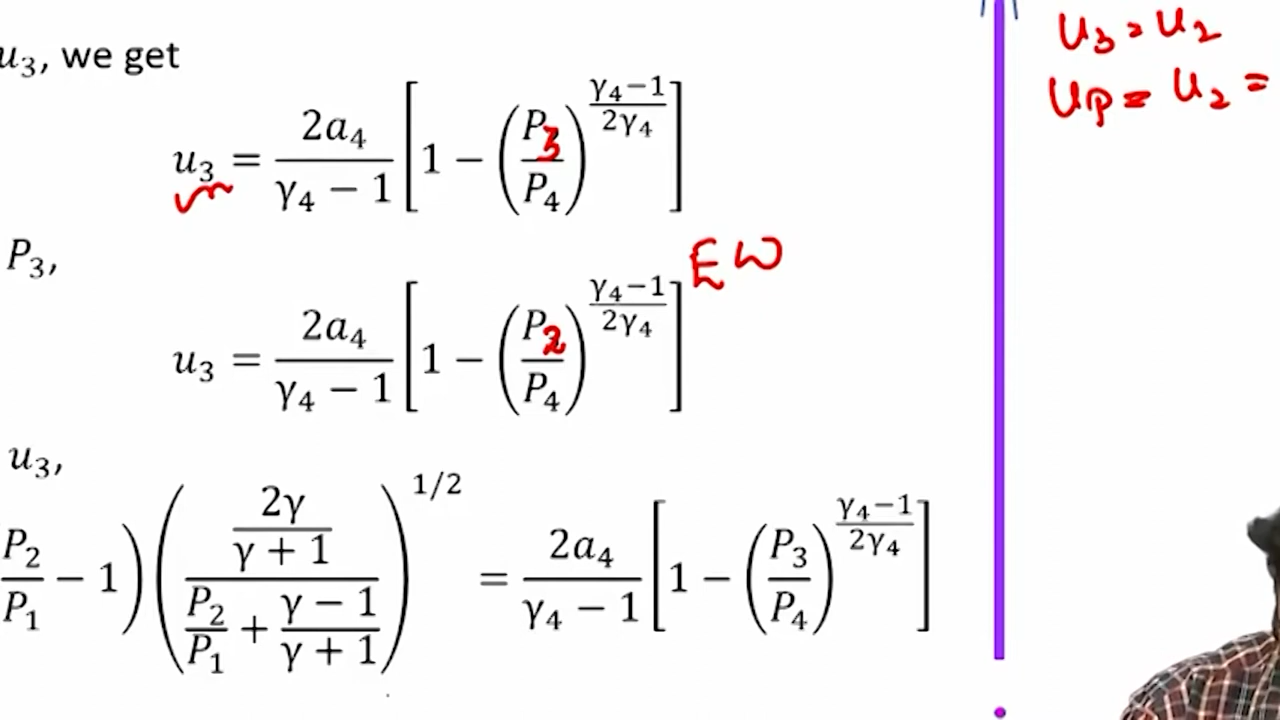 u₃, we get
u₃ = 2a₄/(γ₄ − 1) [1 − (P₃/P₄)^((γ₄−1)/(2γ₄))]
P₃,
u₃ = 2a₄/(γ₄ − 1) [1 − (P₂/P₄)^((γ₄−1)/(2γ₄))]
EW
u₃,
P₂/P₁ − 1) ((2γ/(γ + 1))/(P₂/P₁ + (γ − 1)/(γ + 1)))^(1/2) = 2a₄/(γ₄ − 1) [1 − (P₃/P₄)^((γ₄−1)/(2γ₄))]
u₃ = u₂
up = u₂ =